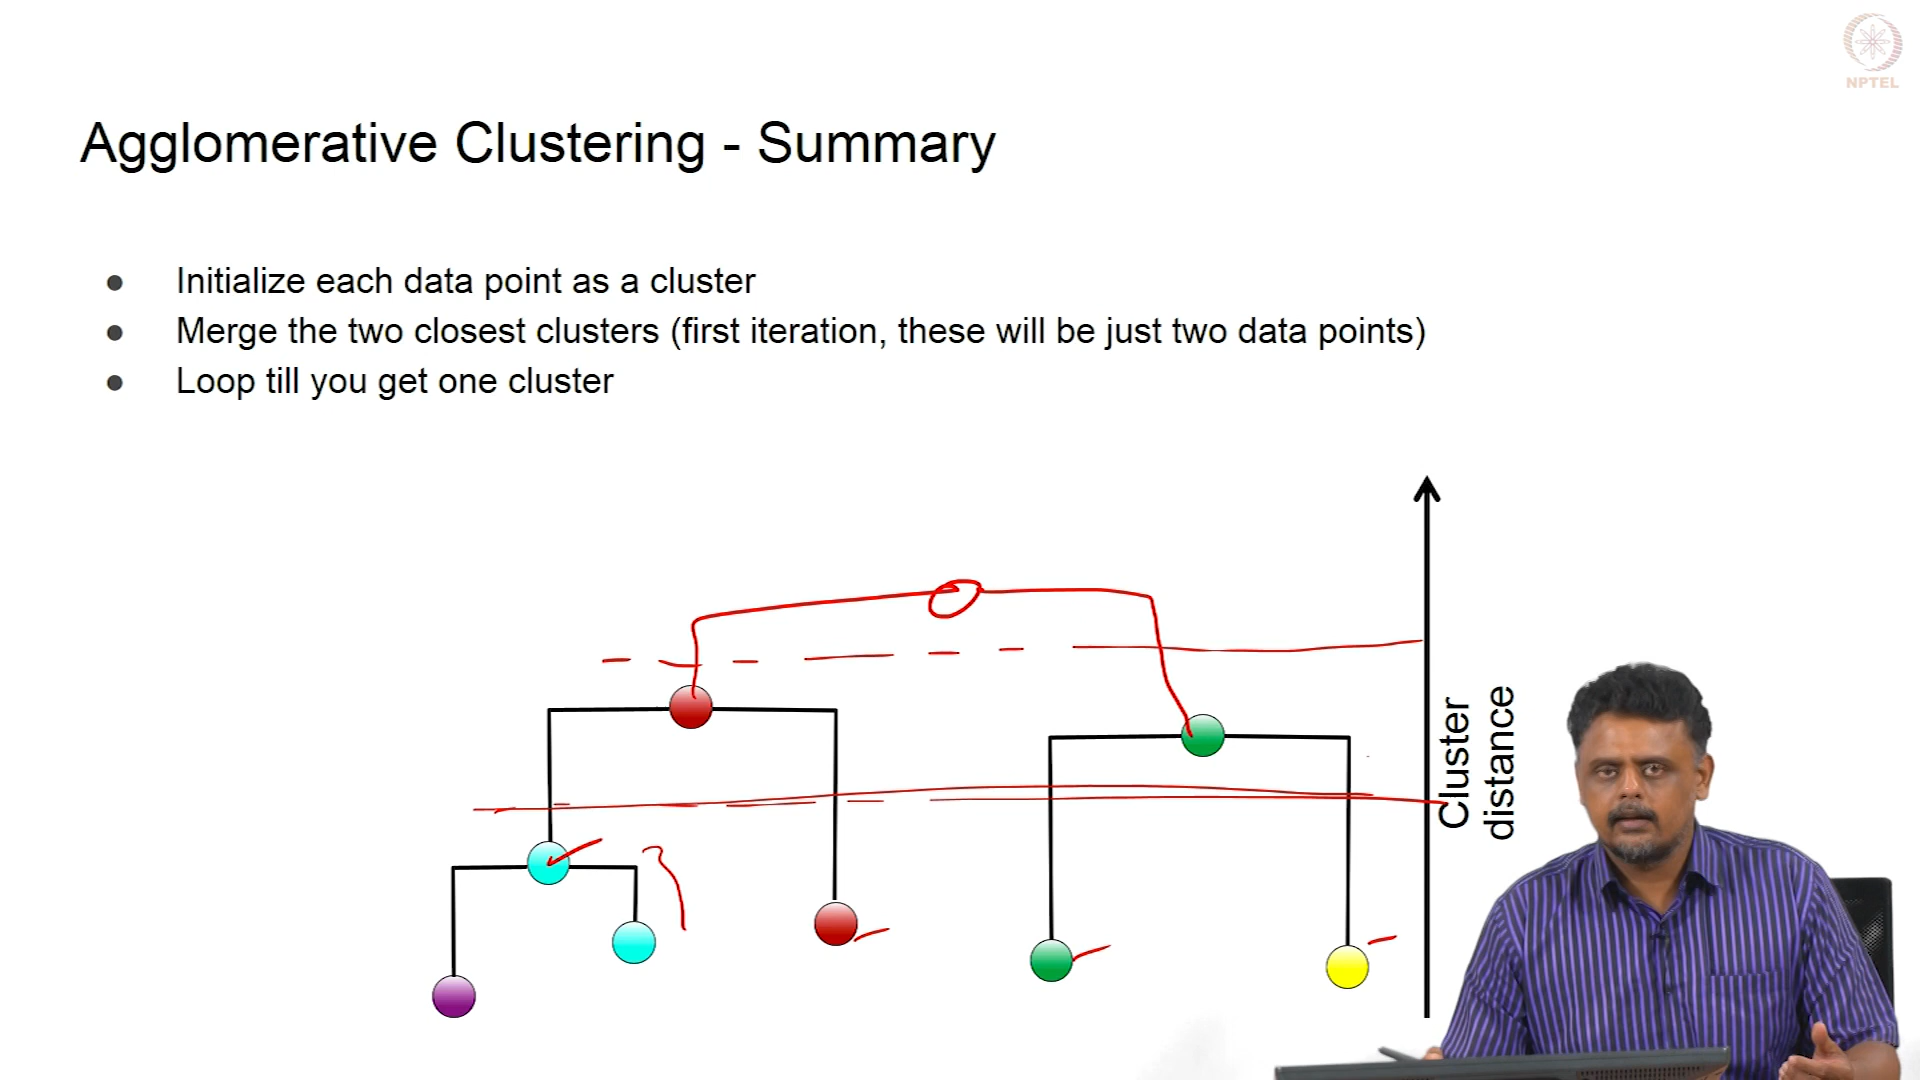 NPTEL
Agglomerative Clustering - Summary
● Initialize each data point as a cluster
● Merge the two closest clusters (first iteration, these will be just two data points)
● Loop till you get one cluster
Cluster
distance